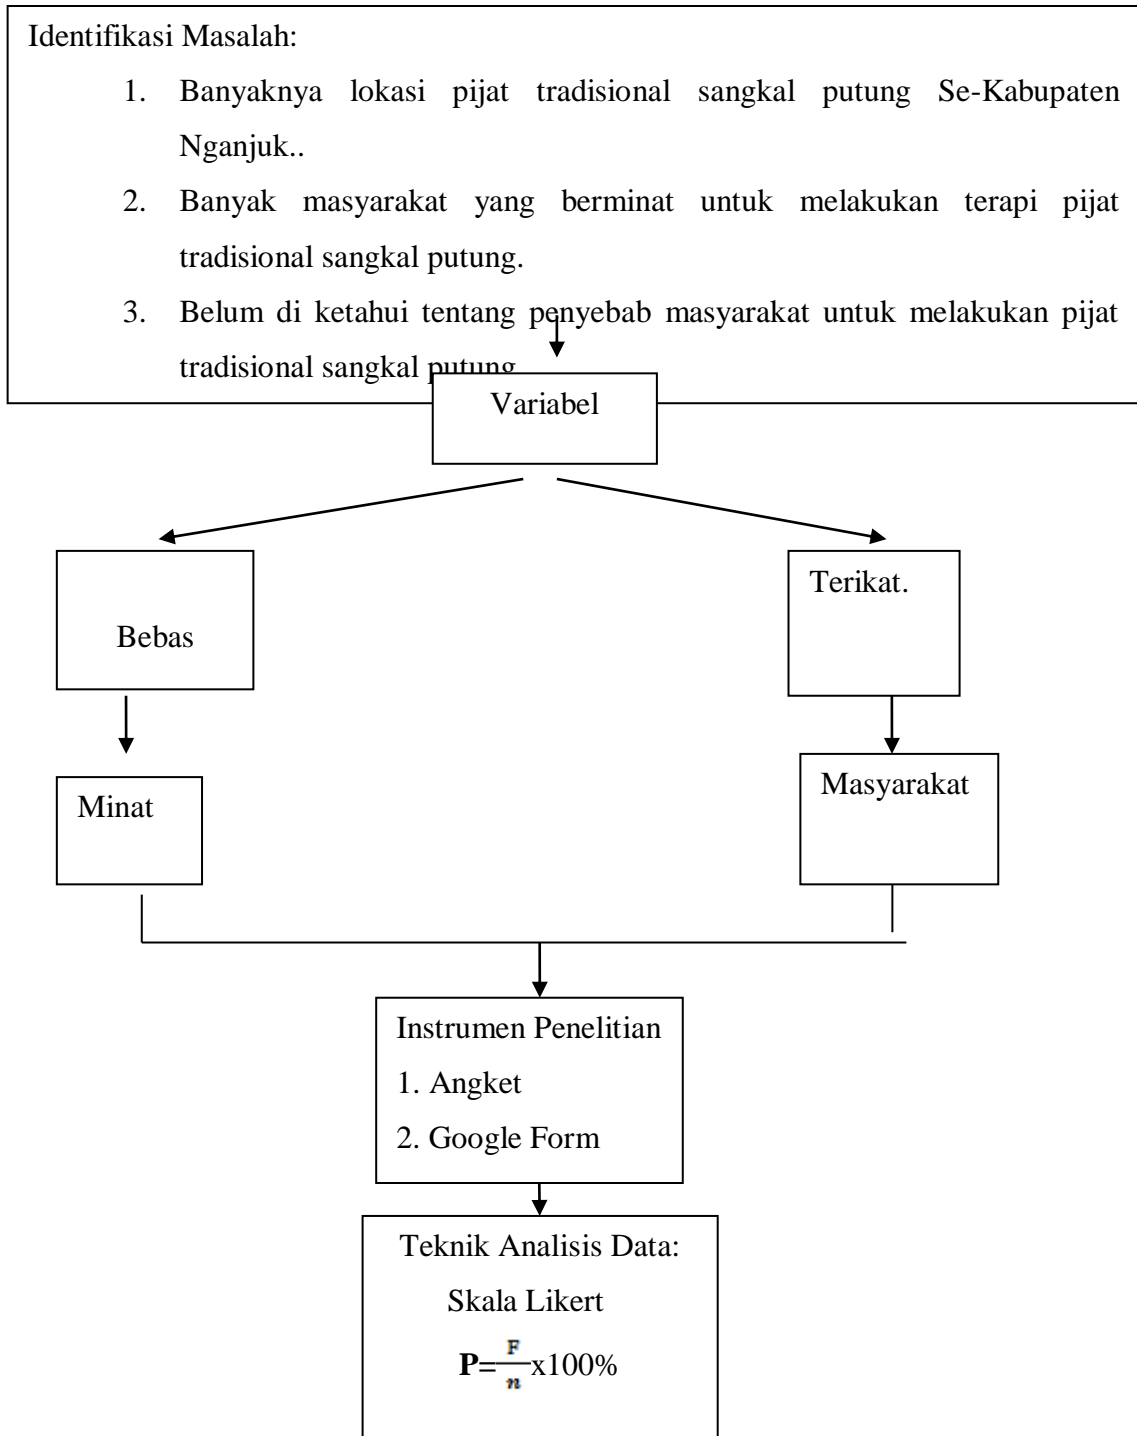 Identifikasi Masalah:
1. Banyaknya lokasi pijat tradisional sangkal putung Se-Kabupaten
Nganjuk..
2. Banyak masyarakat yang berminat untuk melakukan terapi pijat
tradisional sangkal putung.
3. Belum di ketahui tentang penyebab masyarakat untuk melakukan pijat
tradisional sangkal putung
Variabel
Bebas
Terikat.
Minat
Masyarakat
Instrumen Penelitian
1. Angket
2. Google Form
Teknik Analisis Data:
Skala Likert
P=F/n x100%